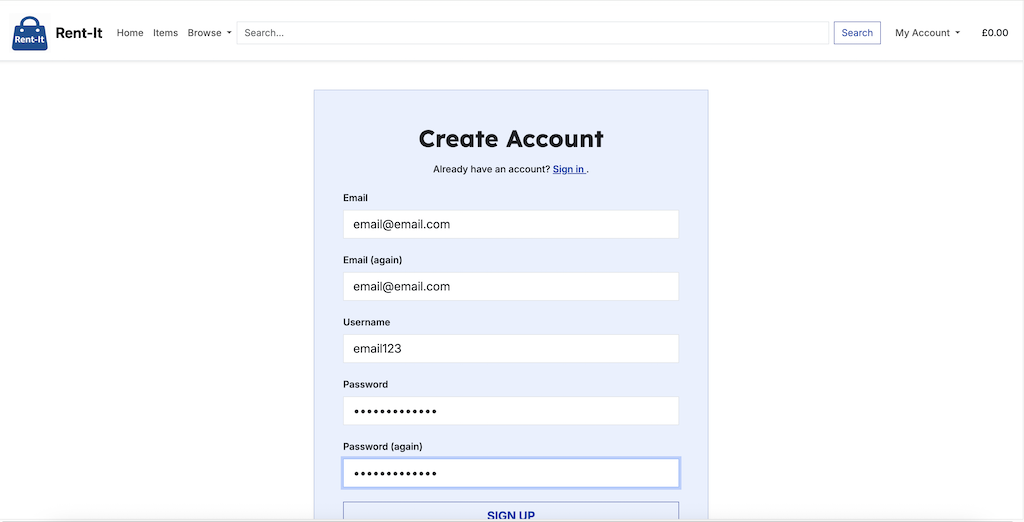 Rent-It Rent-It Home Items Browse Search... Search My Account £0.00
Create Account
Already have an account? Sign in .
Email
email@email.com
Email (again)
email@email.com
Username
email123
Password
•••••••••••••
Password (again)
•••••••••••••
SIGN UP